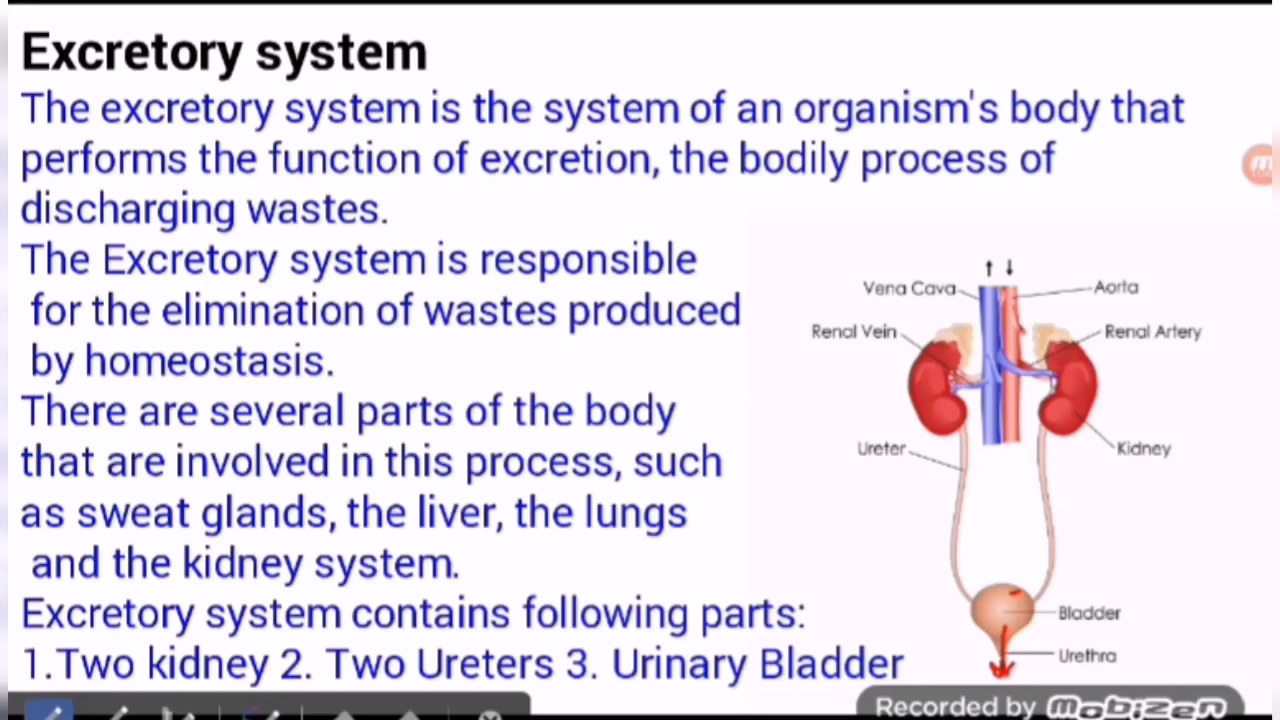 Excretory system
The excretory system is the system of an organism's body that
performs the function of excretion, the bodily process of
discharging wastes.
The Excretory system is responsible
for the elimination of wastes produced
by homeostasis.
There are several parts of the body
that are involved in this process, such
as sweat glands, the liver, the lungs
and the kidney system.
Excretory system contains following parts:
1.Two kidney 2. Two Ureters 3. Urinary Bladder
Vena Cava
Aorta
Renal Vein
Renal Artery
Ureter
Kidney
Bladder
Urethra
Recorded by mobizen